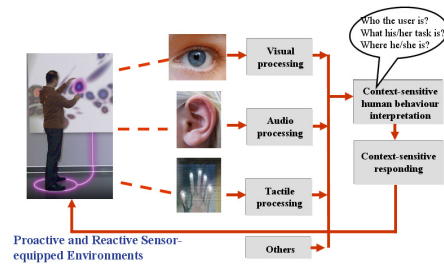 Who the user is?
What his/her task is?
Where he/she is?
Visual
processing
Context-sensitive
human behaviour
interpretation
Audio
processing
Context-sensitive
responding
Tactile
processing
Others
Proactive and Reactive Sensor-
equipped Environments